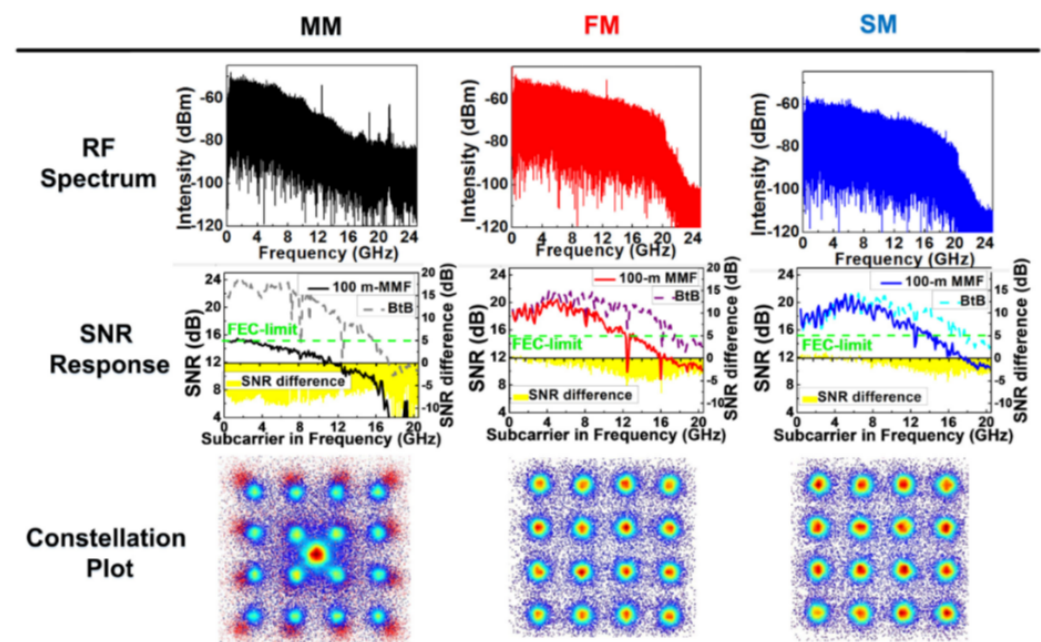 MM FM SM
RF Spectrum
Intensity (dBm)
-60
-80
-100
-120
0 4 8 12 16 20 24
Frequency (GHz)
Intensity (dBm)
-60
-80
-100
-120
0 4 8 12 16 20 24
Frequency (GHz)
Intensity (dBm)
-60
-80
-100
-120
0 4 8 12 16 20 24
Frequency (GHz)
SNR Response
SNR (dB)
24
20
16
12
8
4
100 m-MMF
BtB
FEC-limit
SNR difference
20
15
10
5
0
-5
-10
SNR difference (dB)
0 4 8 12 16 20
Subcarrier in Frequency (GHz)
SNR (dB)
24
20
16
12
8
4
100-m MMF
BtB
FEC-limit
SNR difference
20
15
10
5
0
-5
-10
SNR difference (dB)
0 4 8 12 16 20
Subcarrier in Frequency (GHz)
SNR (dB)
24
20
16
12
8
4
100-m MMF
BtB
FEC-limit
SNR difference
20
15
10
5
0
-5
-10
SNR difference (dB)
0 4 8 12 16 20
Subcarrier in Frequency (GHz)
Constellation Plot